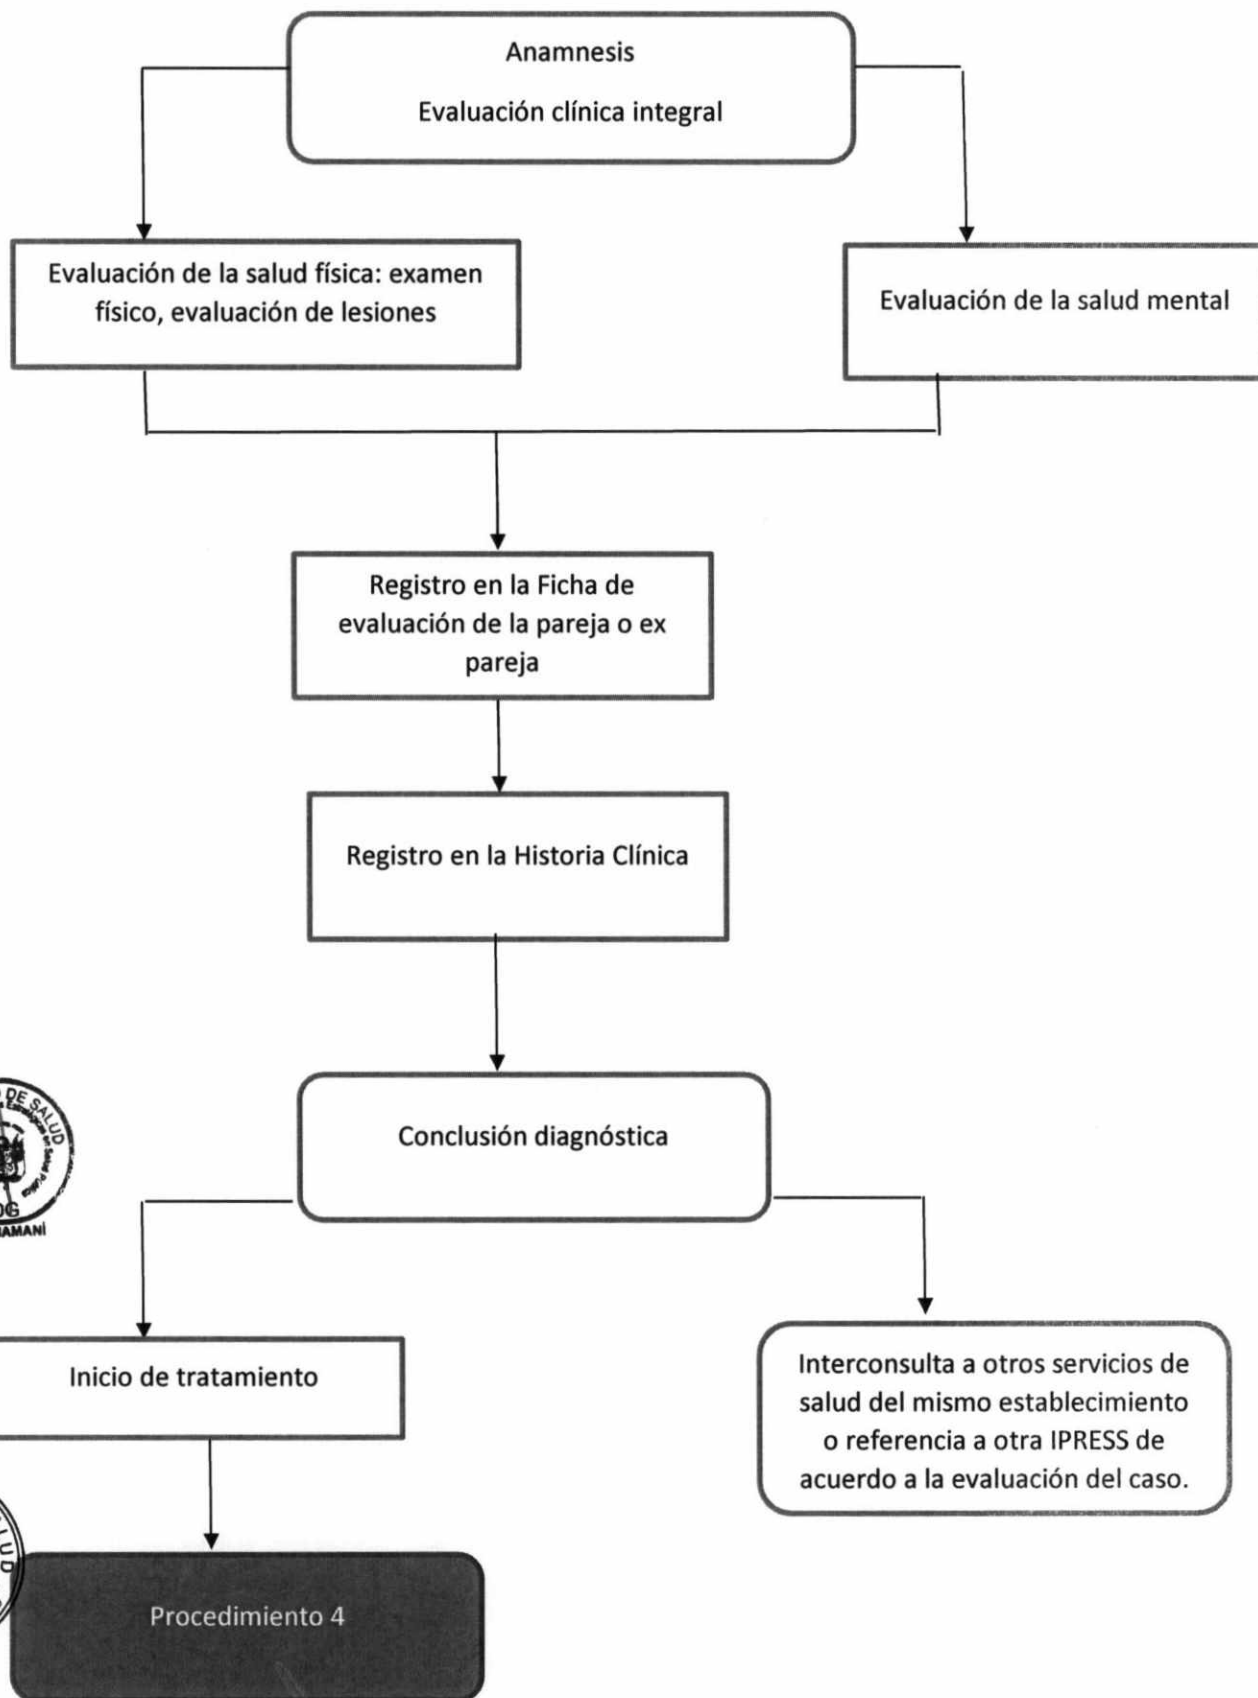 Anamnesis
Evaluación clínica integral
Evaluación de la salud física: examen
físico, evaluación de lesiones
Evaluación de la salud mental
Registro en la Ficha de
evaluación de la pareja o ex
pareja
Registro en la Historia Clínica
DE SALUD
Conclusión diagnóstica
Inicio de tratamiento
Interconsulta a otros servicios de
salud del mismo establecimiento
o referencia a otra IPRESS de
acuerdo a la evaluación del caso.
Procedimiento 4